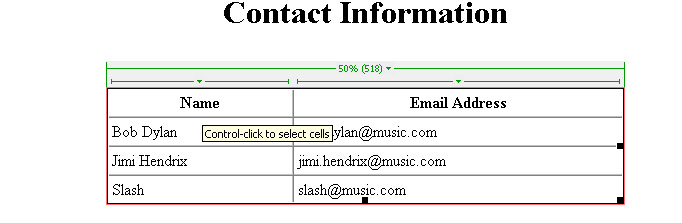 Contact Information
50% (518)
Name Email Address
Bob Dylan Control-click to select cells ylan@music.com
Jimi Hendrix jimi.hendrix@music.com
Slash slash@music.com